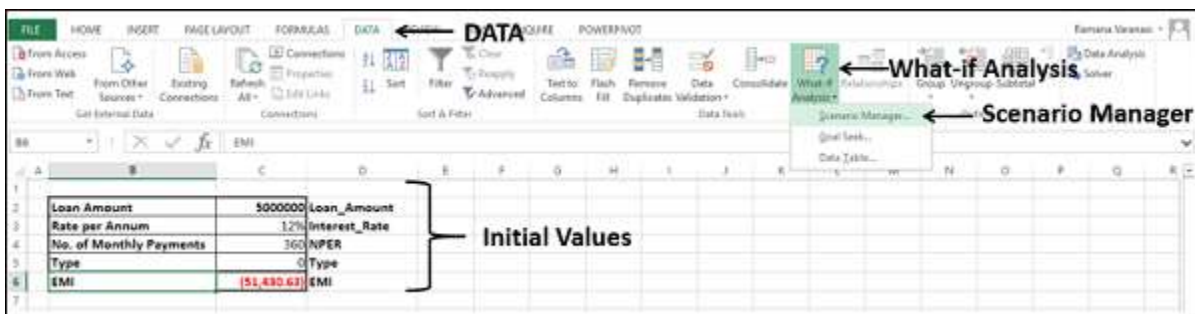 FILE HOME INSERT PAGE LAYOUT FORMULAS DATA DATA POWERPIVOT Ramana Varanasi
From Access
From Web
From Text
From Other Sources
Existing Connections
Get External Data
Refresh All
Connections
Properties
Edit Links
Connections
Sort
Sort & Filter
Filter
Clear
Reapply
Advanced
Text to Columns
Flash Fill
Remove Duplicates
Data Validation
Consolidate
What-If Analysis
Relationships
Data Tools
Group
Ungroup
Subtotal
Data Analysis
Solver
What-if Analysis
Scenario Manager...
Goal Seek...
Data Table...
Scenario Manager
B6 fx EMI
A B C D E F G H I J K M N O P Q R
1
2 Loan Amount 5000000 Loan_Amount
3 Rate per Annum 12% Interest_Rate
4 No. of Monthly Payments 360 NPER
5 Type 0 Type
6 EMI (51,430.63) EMI
7
Initial Values